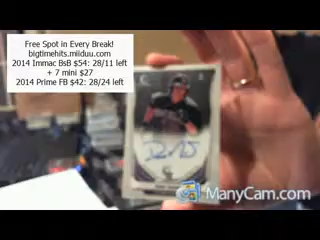 Free Spot in Every Break!
bigtimehits.miiduu.com
2014 Immac BsB $54: 28/11 left
+ 7 mini $27
2014 Prime FB $42: 28/24 left
ManyCam.com